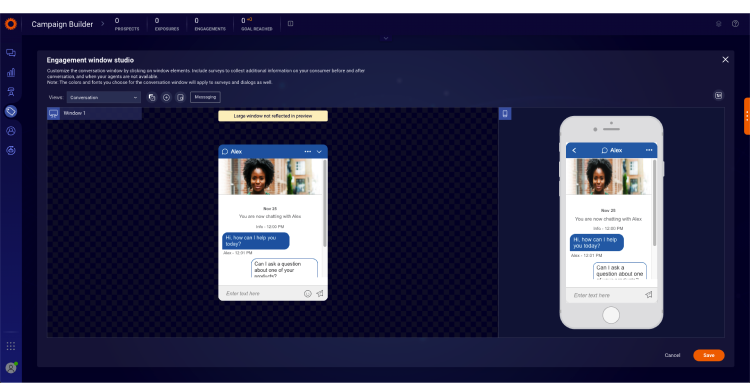 Campaign Builder
0
PROSPECTS
0
EXPOSURES
0
ENGAGEMENTS
0
GOAL REACHED
Engagement window studio
Customize the conversation window by clicking on window elements. Include surveys to collect additional information on your consumer before and after
conversation, and when your agents are not available.
Note: The colors and fonts you choose for the conversation window will apply to surveys and dialogs as well.
Views:
Conversation
Messaging
Window 1
Large window not reflected in preview
Alex
Nov 25
You are now chatting with Alex
Info - 12:00 PM
Hi, how can I help you
today?
Alex - 12:01 PM
Can I ask a question
about one of your
products?
Enter text here
Alex
Nov 25
You are now chatting with Alex
Info - 12:00 PM
Hi, how can I help
you today?
Alex - 12:01 PM
Can I ask a
question about one
Enter text here
Cancel
Save